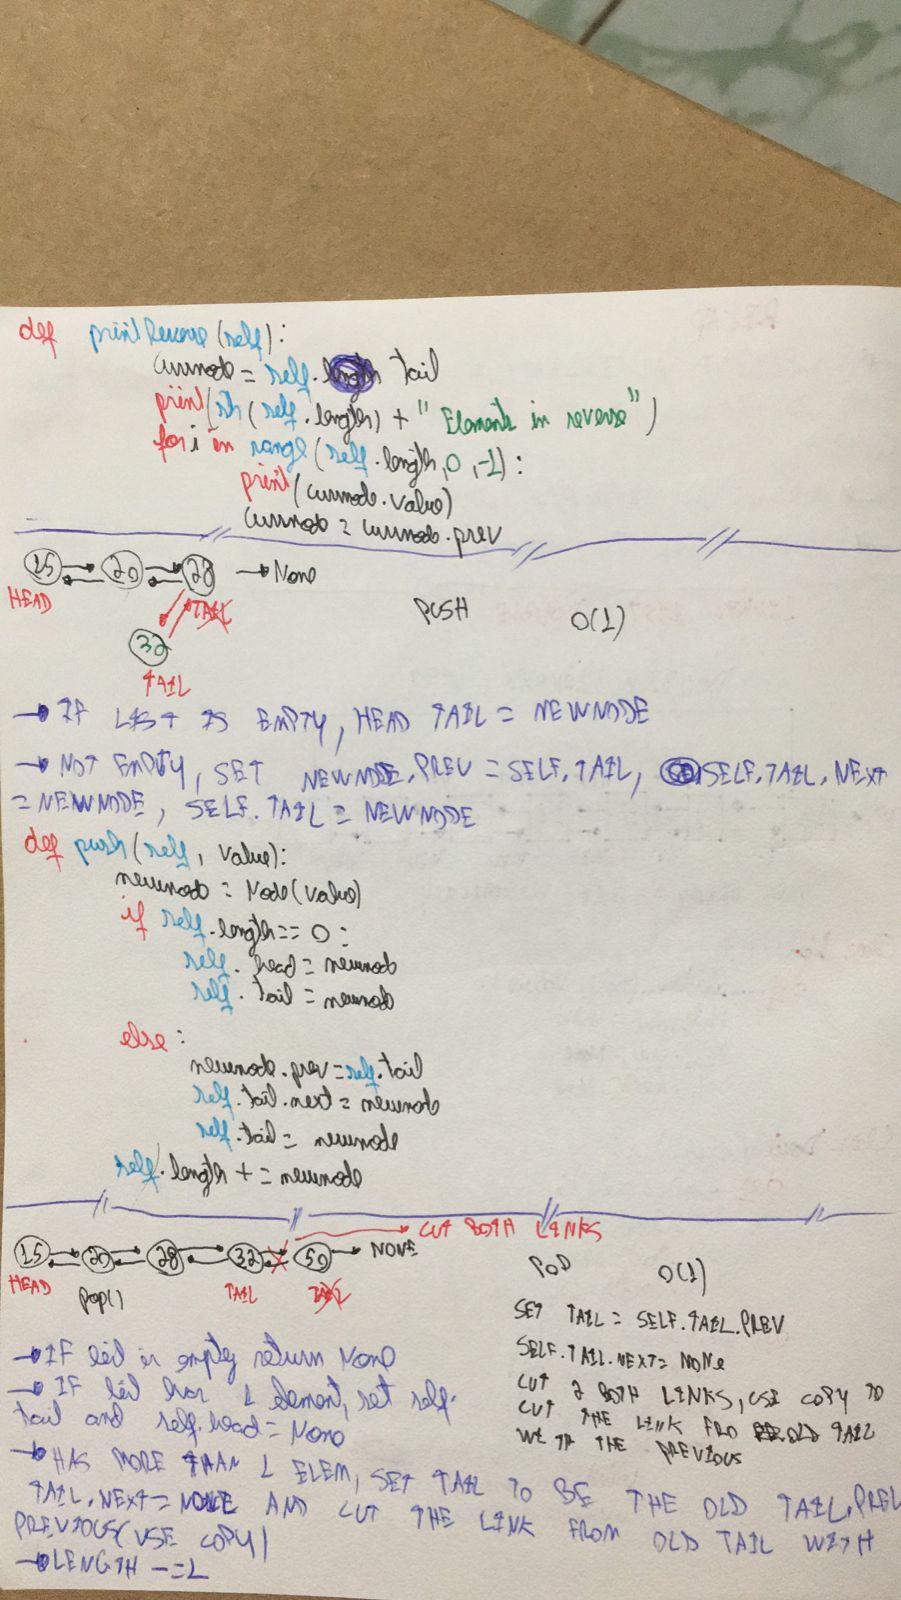 def printReverse(self):
currnode = self.length tail
print(str(self.length) + "Elements in reverse")
for i in range(self.length, 0, -1):
print(currnode.value)
currnode = currnode.prev
15 20 28 → None
HEAD TAIL
PUSH O(1)
32
TAIL
→ IF LIST IS EMPTY, HEAD TAIL = NEWNODE
→ NOT EMPTY, SET NEWNODE.PREV = SELF.TAIL, SELF.TAIL.NEXT
= NEWNODE, SELF.TAIL = NEWNODE
def push(self, value):
newnode = Node(value)
if self.length == 0:
self.head = newnode
self.tail = newnode
else:
newnode.prev = self.tail
self.tail.next = newnode
self.tail = newnode
self.length += newnode
→ CUT BOTH LINKS
15 20 28 32 50 → NONE
HEAD pop() TAIL TAIL
POP O(1)
SET TAIL = SELF.TAIL.PREV
SELF.TAIL.NEXT = NONE
CUT 2 BOTH LINKS, USE COPY TO
CUT THE LINK FRO OLD TAIL
WITH THE PREVIOUS
→ IF list is empty return None
→ IF list has 1 element, set self.
tail and self.head = None
→ HAS MORE THAN 1 ELEM, SET TAIL TO BE THE OLD TAIL.PREV
TAIL.NEXT = NONE AND CUT THE LINK FROM OLD TAIL WITH
PREVIOUS(USE COPY)
→ LENGTH -= 1